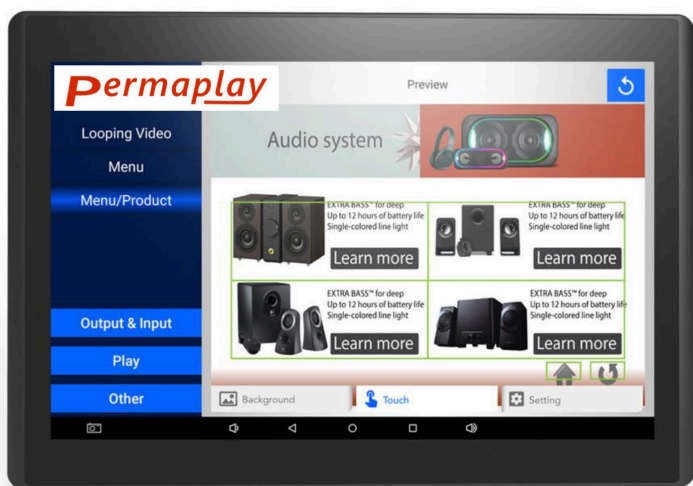 Permaplay
Preview
Looping Video
Menu
Menu/Product
Output & Input
Play
Other
Audio system
EXTRA BASS™ for deep
Up to 12 hours of battery life
Single-colored line light
Learn more
EXTRA BASS™ for deep
Up to 12 hours of battery life
Single-colored line light
Learn more
EXTRA BASS™ for deep
Up to 12 hours of battery life
Single-colored line light
Learn more
EXTRA BASS™ for deep
Up to 12 hours of battery life
Single-colored line light
Learn more
Background
Touch
Setting